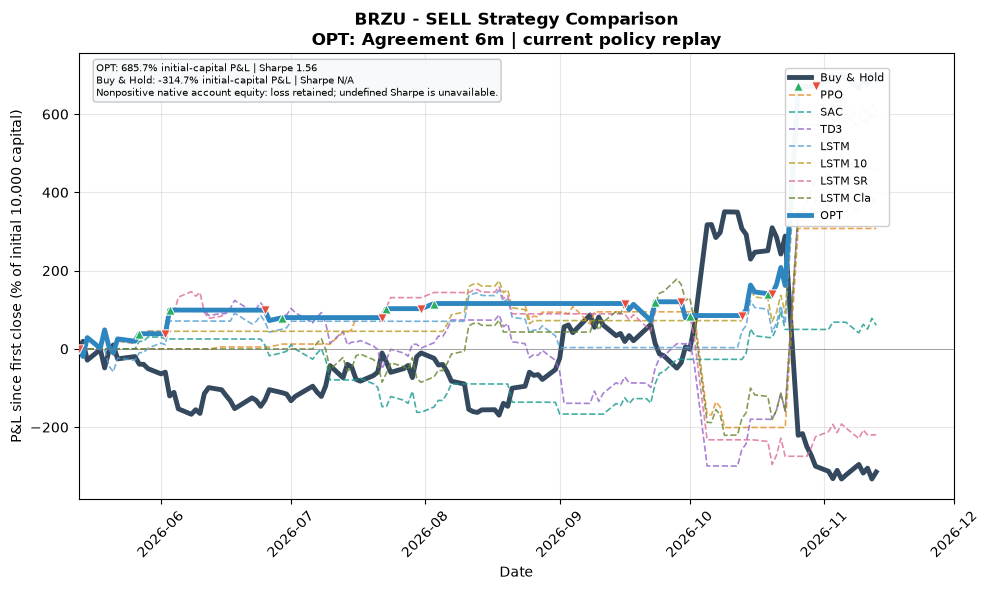 BRZU - SELL Strategy Comparison
OPT: Agreement 6m | current policy replay
OPT: 685.7% initial-capital P&L | Sharpe 1.56
Buy & Hold: -314.7% initial-capital P&L | Sharpe N/A
Nonpositive native account equity: loss retained; undefined Sharpe is unavailable.
Buy & Hold
PPO
SAC
TD3
LSTM
LSTM 10
LSTM SR
LSTM Cla
OPT
P&L since first close (% of initial 10,000 capital)
600
400
200
0
−200
2026-06
2026-07
2026-08
2026-09
2026-10
2026-11
2026-12
Date